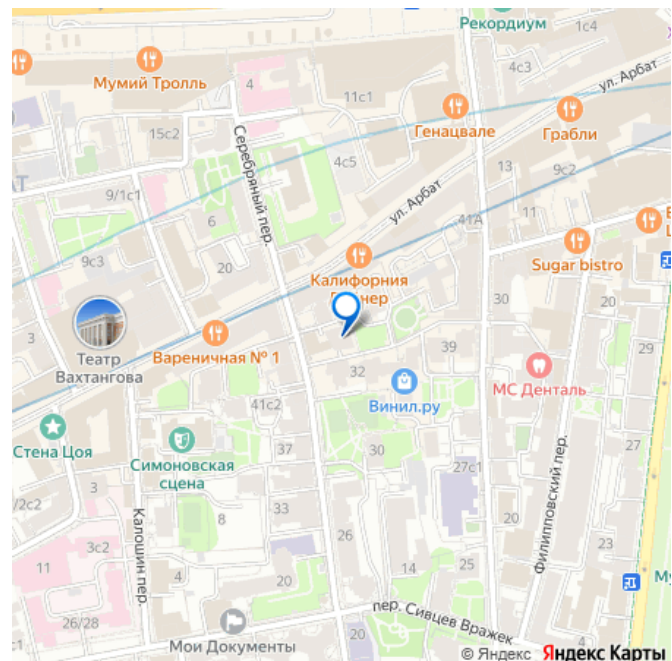 Рекордиум
1с4
4с3
ул. Арбат
Мумий Тролль
4
11с1
Генацвале
Грабли
15с2
Серебряный пер.
4с5
13
9с2
9/1с1
6
ул. Арбат
41А
11
Калифорния
Sugar bistro
9с3
20
30
3
Театр
Вахтангова
Вареничная № 1
32
39
29
МС Денталь
Винил.ру
41с2
Стена Цоя
Симоновская
сцена
37
30
27с1
27
3
/2с2
Калошин пер.
8
33
20
Филипповский пер.
3с2
26
23
11
4
20
14
25
20
26/28
пер. Сивцев Вражек
Мои Документы
© Яндекс Яндекс Карты